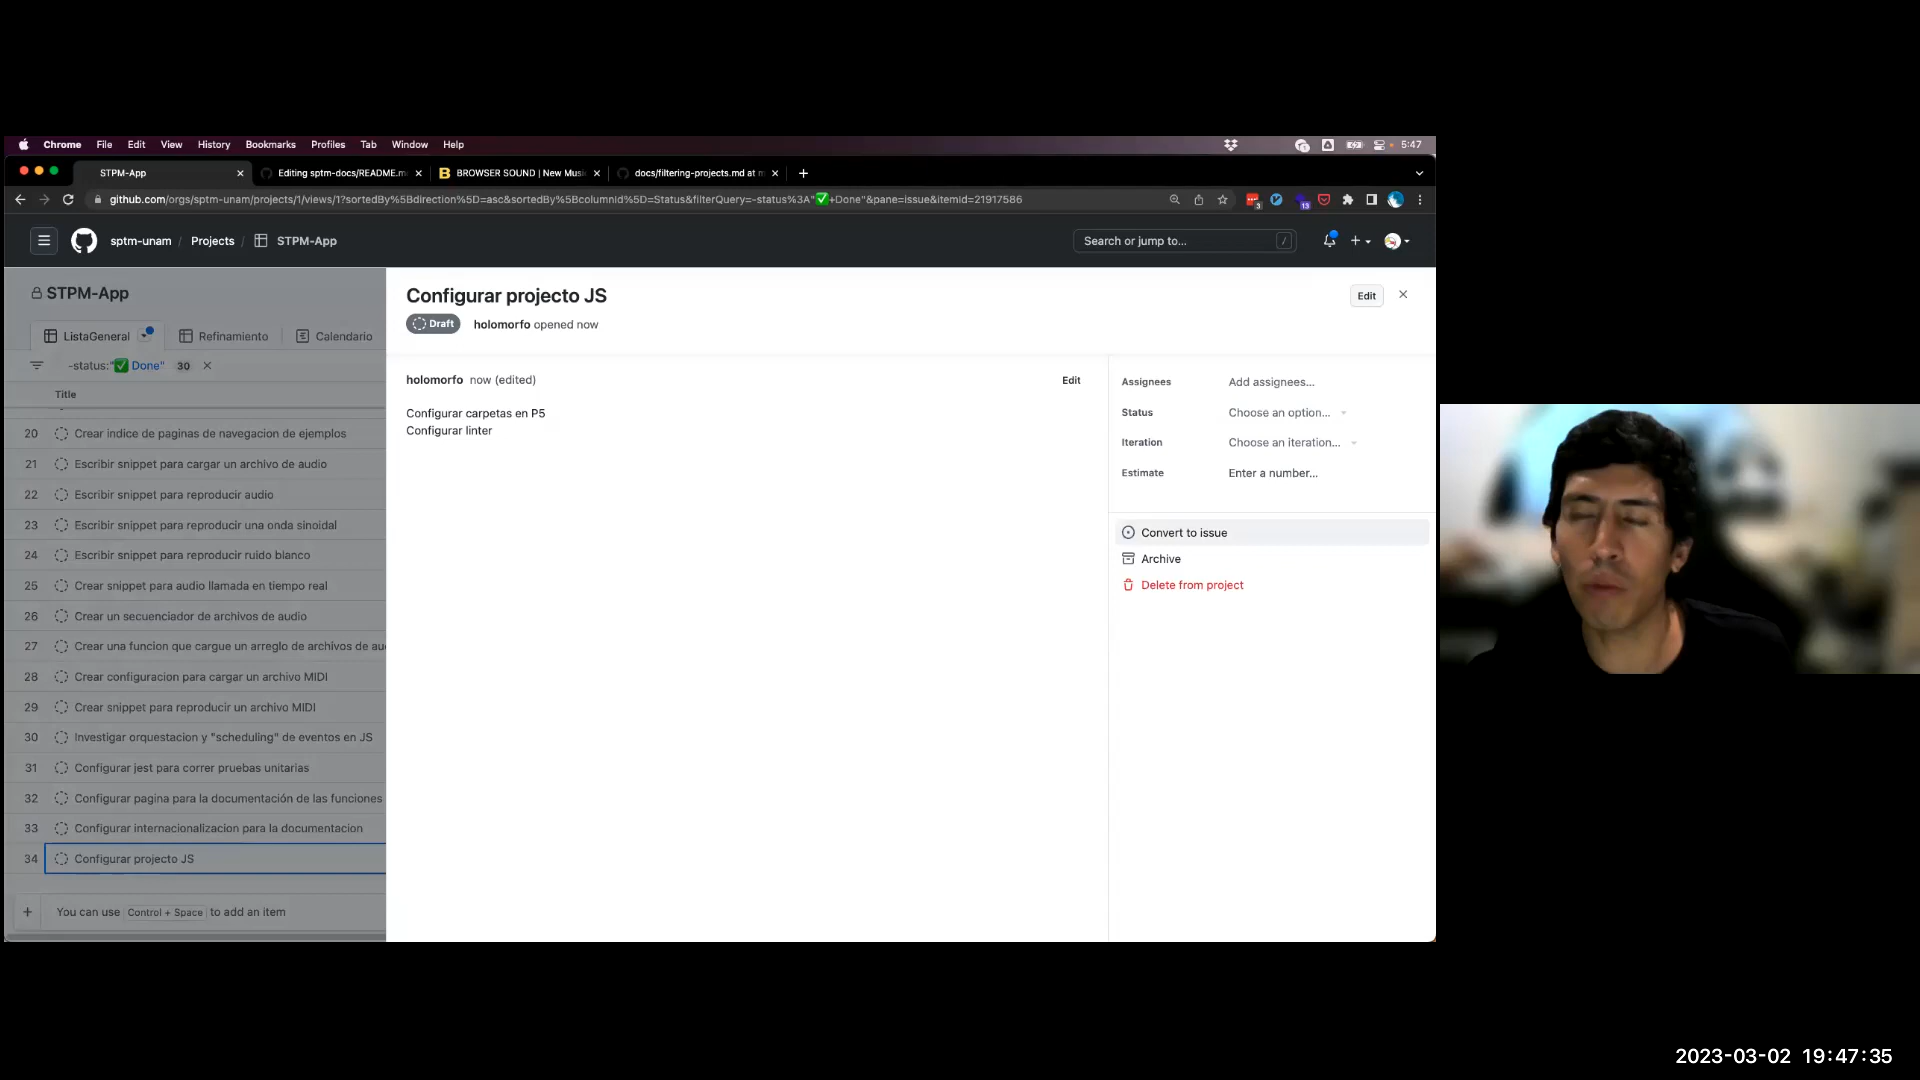 Chrome File Edit View History Bookmarks Profiles Tab Window Help 5:47
STPM-App Editing sptm-docs/README.m BROWSER SOUND | New Musi docs/filtering-projects.md at m
github.com/orgs/sptm-unam/projects/1/views/1?sortedBy%5Bdirection%5D=asc&sortedBy%5BcolumnId%5D=Status&filterQuery=-status%3A"✅+Done"&pane=issue&itemId=21917586
3 13
sptm-unam / Projects / STPM-App Search or jump to... /
STPM-App
ListaGeneral Refinamiento Calendario
-status:"✅ Done" 30
Title
20 Crear indice de paginas de navegacion de ejemplos
21 Escribir snippet para cargar un archivo de audio
22 Escribir snippet para reproducir audio
23 Escribir snippet para reproducir una onda sinoidal
24 Escribir snippet para reproducir ruido blanco
25 Crear snippet para audio llamada en tiempo real
26 Crear un secuenciador de archivos de audio
27 Crear una funcion que cargue un arreglo de archivos de au
28 Crear configuracion para cargar un archivo MIDI
29 Crear snippet para reproducir un archivo MIDI
30 Investigar orquestacion y "scheduling" de eventos en JS
31 Configurar jest para correr pruebas unitarias
32 Configurar pagina para la documentación de las funciones
33 Configurar internacionalizacion para la documentacion
34 Configurar projecto JS
+ You can use Control + Space to add an item
Configurar projecto JS
Edit
Draft holomorfo opened now
holomorfo now (edited) Edit
Configurar carpetas en P5
Configurar linter
Assignees Add assignees...
Status Choose an option...
Iteration Choose an iteration...
Estimate Enter a number...
Convert to issue
Archive
Delete from project
2023-03-02 19:47:35